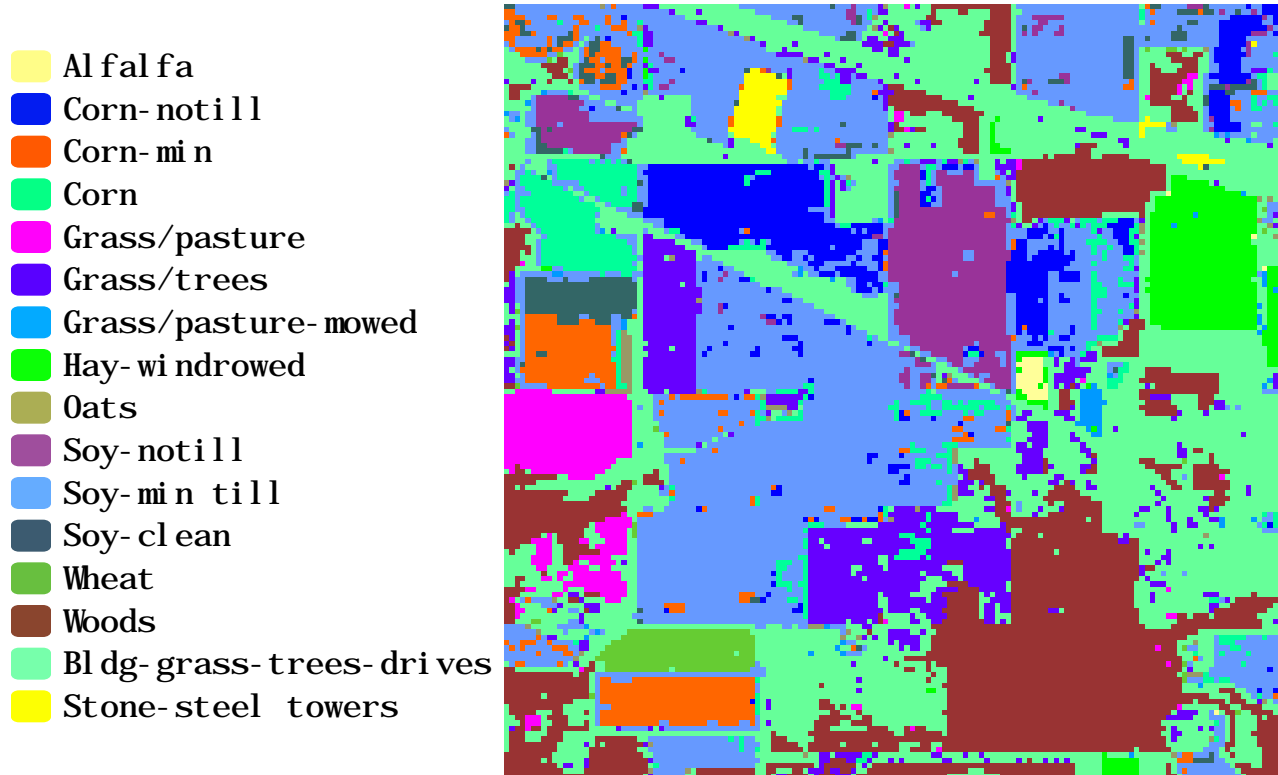 Alfalfa
Corn-notill
Corn-min
Corn
Grass/pasture
Grass/trees
Grass/pasture-mowed
Hay-windrowed
Oats
Soy-notill
Soy-min till
Soy-clean
Wheat
Woods
Bldg-grass-trees-drives
Stone-steel towers